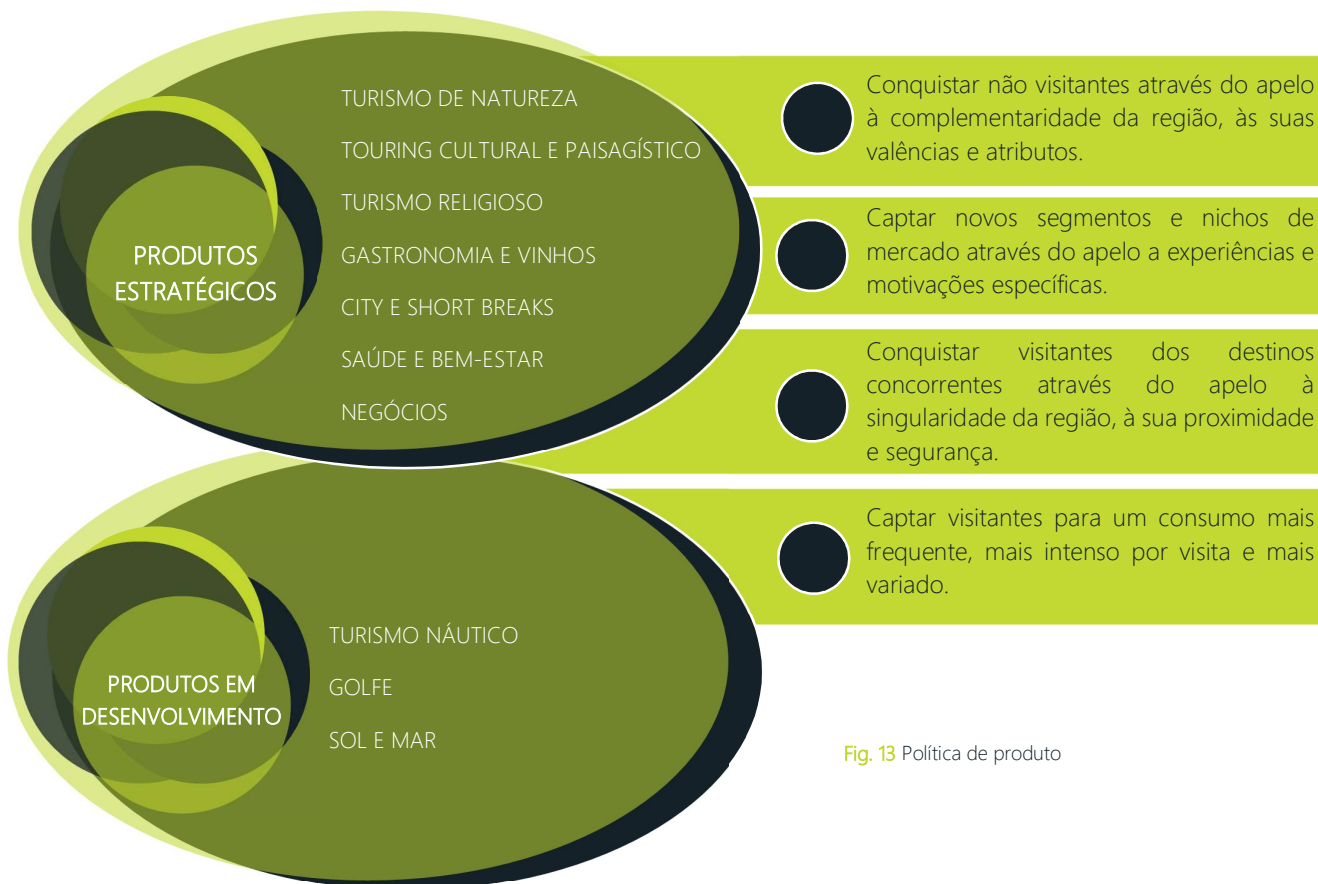 PRODUTOS
ESTRATÉGICOS
TURISMO DE NATUREZA
TOURING CULTURAL E PAISAGÍSTICO
TURISMO RELIGIOSO
GASTRONOMIA E VINHOS
CITY E SHORT BREAKS
SAÚDE E BEM-ESTAR
NEGÓCIOS
Conquistar não visitantes através do apelo
à complementaridade da região, às suas
valências e atributos.
Captar novos segmentos e nichos de
mercado através do apelo a experiências e
motivações específicas.
Conquistar visitantes dos destinos
concorrentes através do apelo à
singularidade da região, à sua proximidade
e segurança.
Captar visitantes para um consumo mais
frequente, mais intenso por visita e mais
variado.
PRODUTOS EM
DESENVOLVIMENTO
TURISMO NÁUTICO
GOLFE
SOL E MAR
Fig. 13 Política de produto